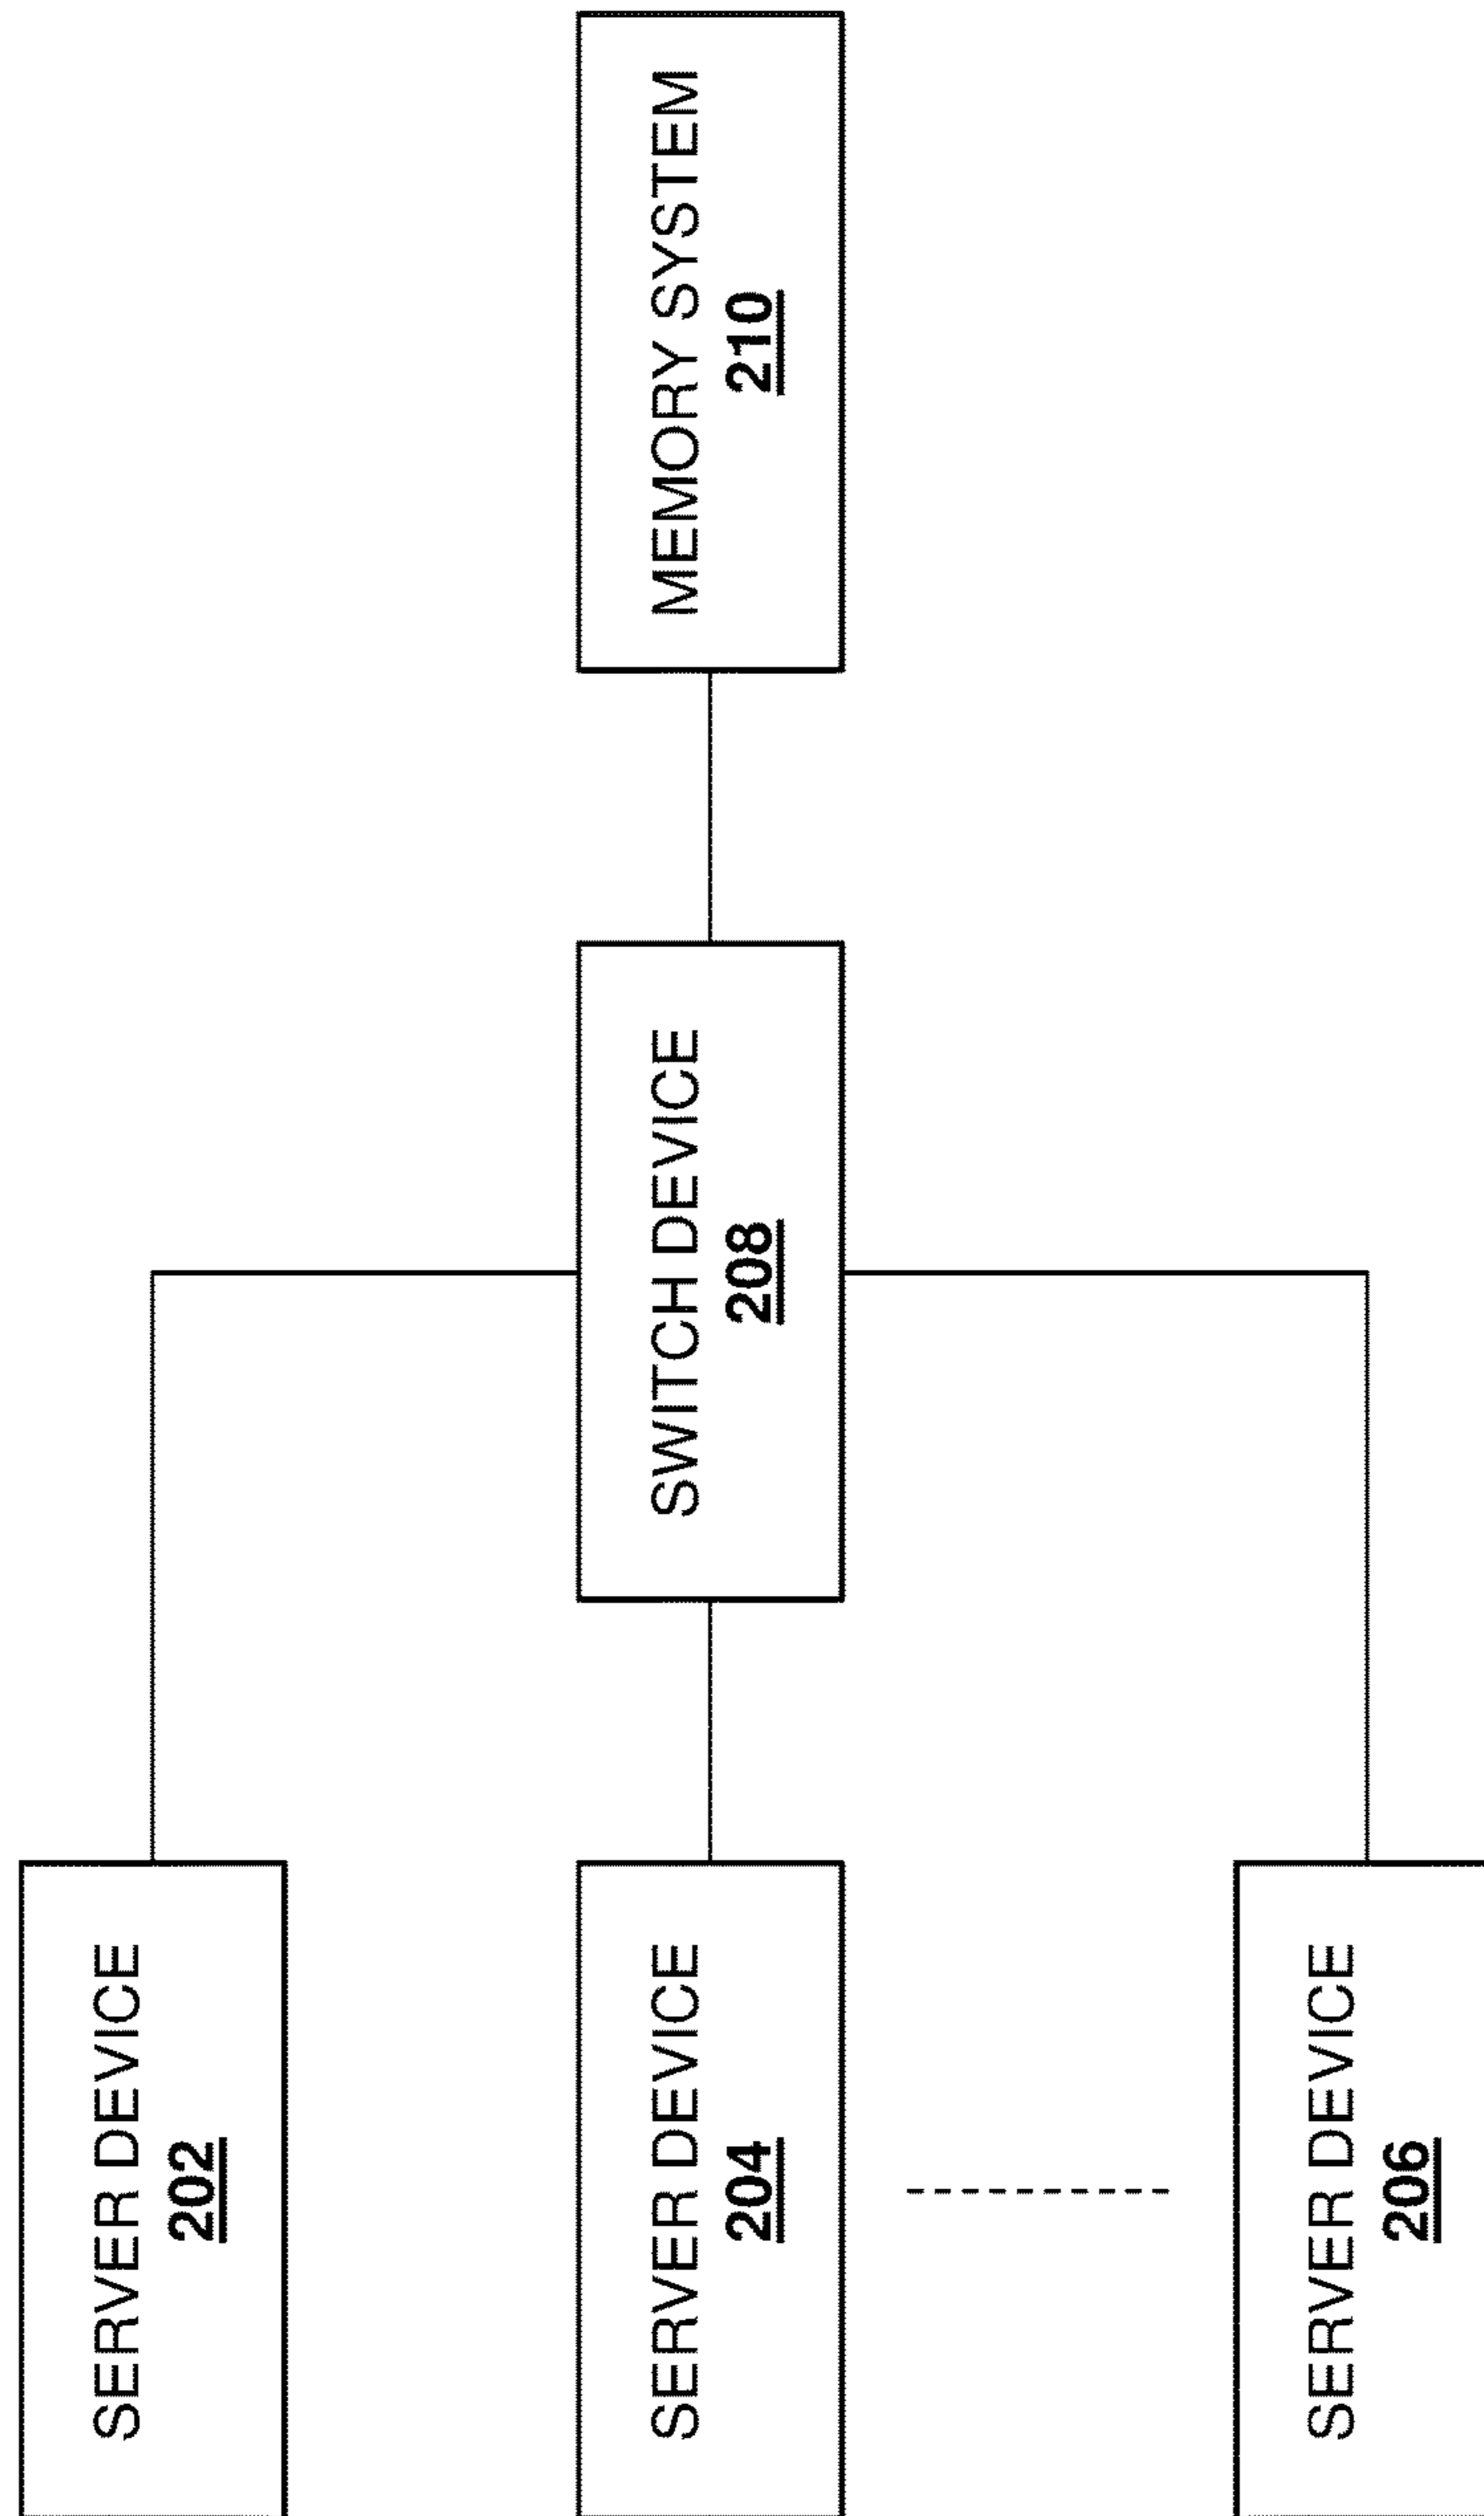 SERVER DEVICE
202
SERVER DEVICE
204
SERVER DEVICE
206
SWITCH DEVICE
208
MEMORY SYSTEM
210